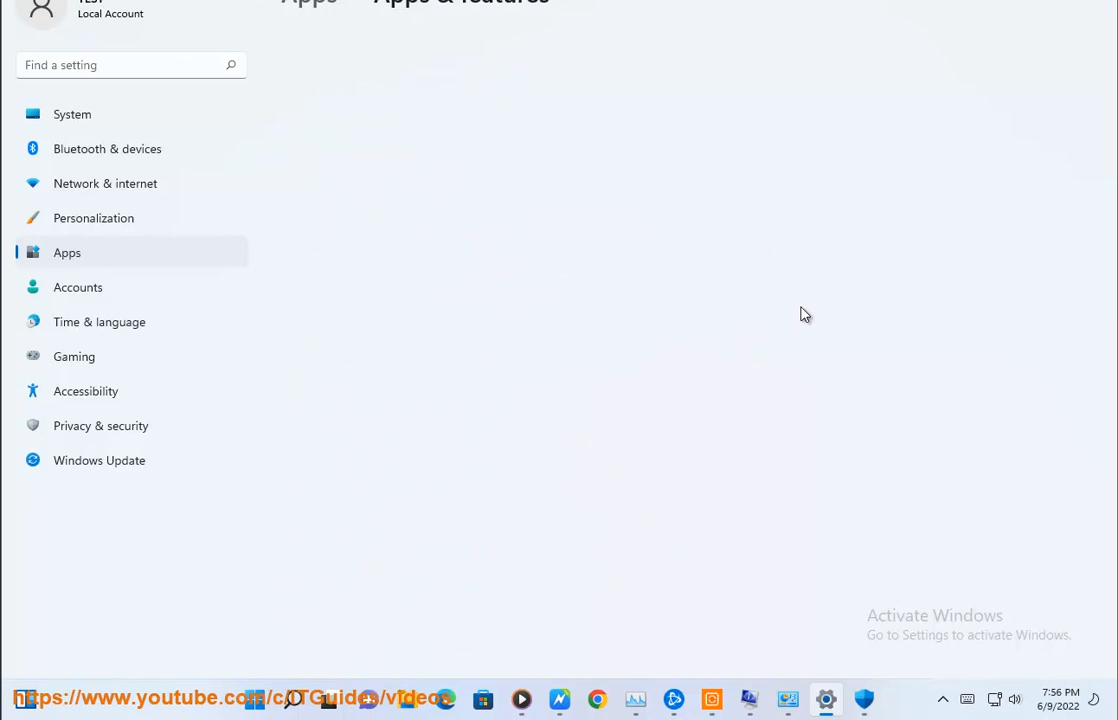 TEST
Local Account
Apps
Apps & features
Find a setting
System
Bluetooth & devices
Network & internet
Personalization
Apps
Accounts
Time & language
Gaming
Accessibility
Privacy & security
Windows Update
Activate Windows
Go to Settings to activate Windows.
https://www.youtube.com/c/ITGuides/videos
7:56 PM
6/9/2022